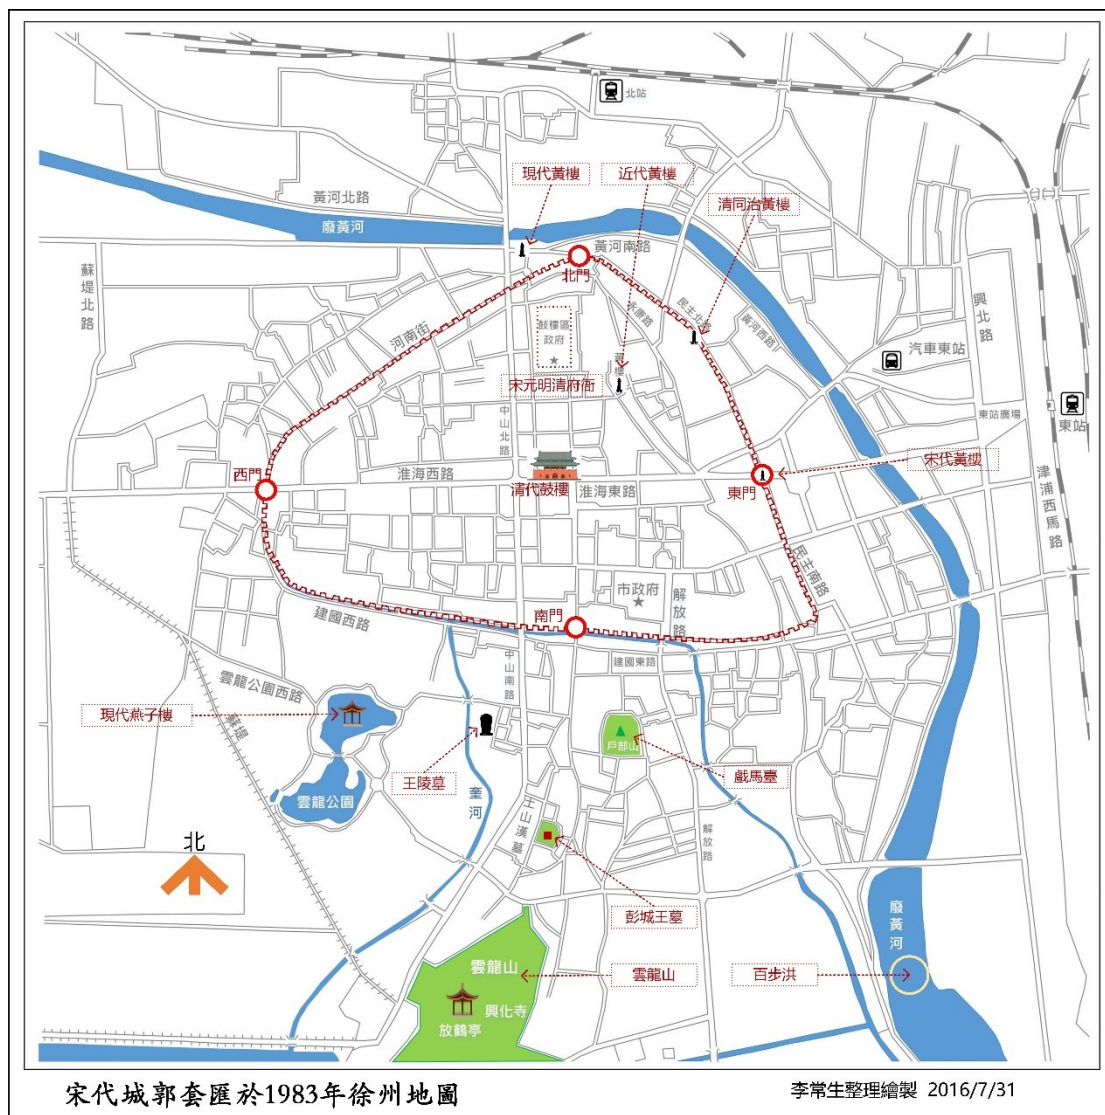 北站
現代黃樓
近代黃樓
清同治黃樓
黃河北路
廢黃河
黃河南路
北門
蘇堤北路
河南街
鼓樓區
政府
永康路
民主北路
黃河西路
興北路
汽車東站
宋元明清府衙
黃樓
中山北路
東站廣場
東站
西門
淮海西路
清代鼓樓
淮海東路
東門
宋代黃樓
津浦西馬路
民主南路
市政府
解放路
建國西路
南門
建國東路
中山南路
雲龍公園西路
現代燕子樓
蘇堤
戶部山
戲馬臺
王陵墓
雲龍公園
奎河
土山漢墓
解放路
北
彭城王墓
廢黃河
雲龍山
雲龍山
百步洪
興化寺
放鶴亭
宋代城郭套匯於1983年徐州地圖
李常生整理繪製 2016/7/31